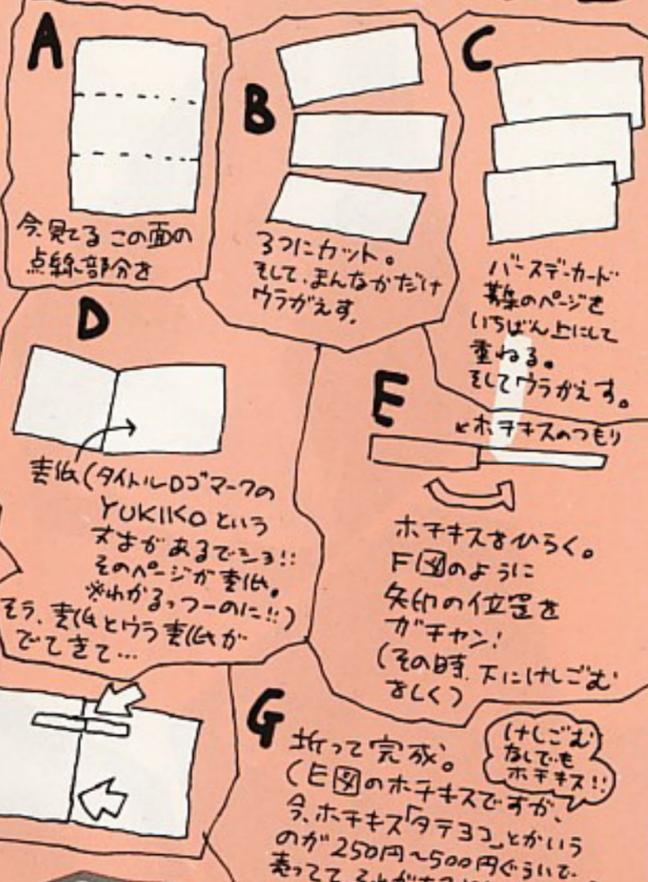 A
今、見てる この面の
点線部分を
B
3つにカット。
そして、まんなかだけ
ウラがえす。
C
バースデーカード
募集のページを
いちばん上にして
重ねる。
そしてウラがえす。
D
表紙(タイトルロゴマークの
YUKIIKOという
文字があるでショ!!
そのページが表紙。
※わかるっつーのに!!)
そう、表紙とウラ表紙が
でてきて…
E
ホチキスのつもり
ホチキスをひらく。
F図のように
矢印の位置を
ガチャン!
(その時、下にけしごむ
をしく)
G
折って完成。
(E図のホチキスですが、
今、ホチキス「タテヨコ」とかいう
のが250円〜500円ぐらいで
売ってて
けしごむ
なしでも
ホチキス!!